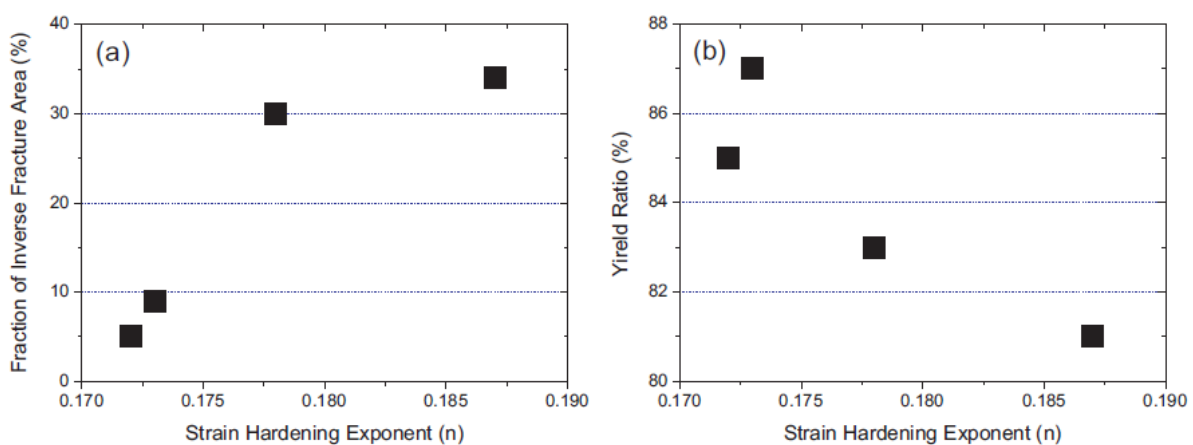 (a)
Fraction of Inverse Fracture Area (%)
40
30
20
10
0
0.170 0.175 0.180 0.185 0.190
Strain Hardening Exponent (n)
(b)
Yireld Ratio (%)
88
86
84
82
80
0.170 0.175 0.180 0.185 0.190
Strain Hardening Exponent (n)